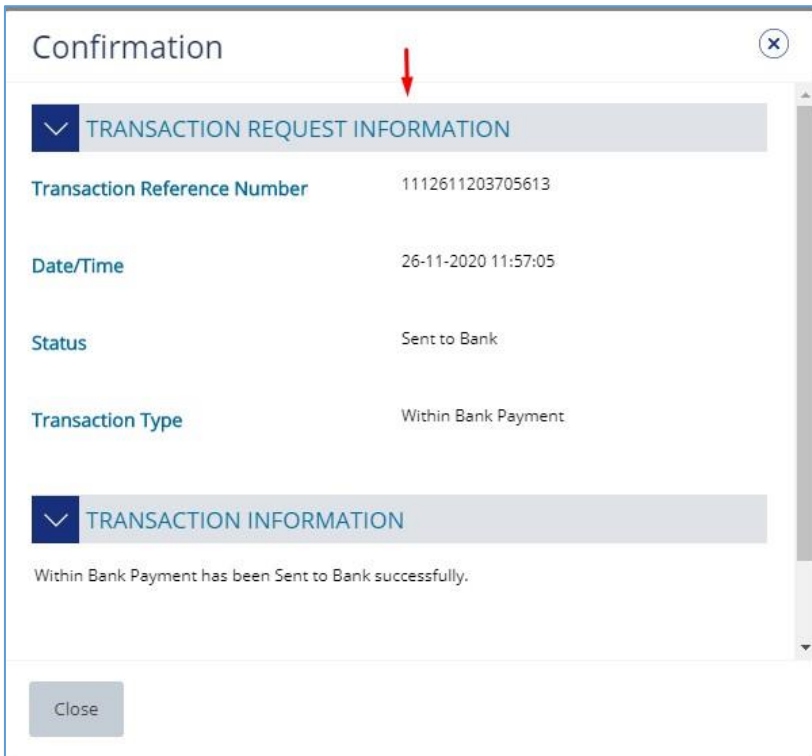 Confirmation
TRANSACTION REQUEST INFORMATION
Transaction Reference Number 1112611203705613
Date/Time 26-11-2020 11:57:05
Status Sent to Bank
Transaction Type Within Bank Payment
TRANSACTION INFORMATION
Within Bank Payment has been Sent to Bank successfully.
Close